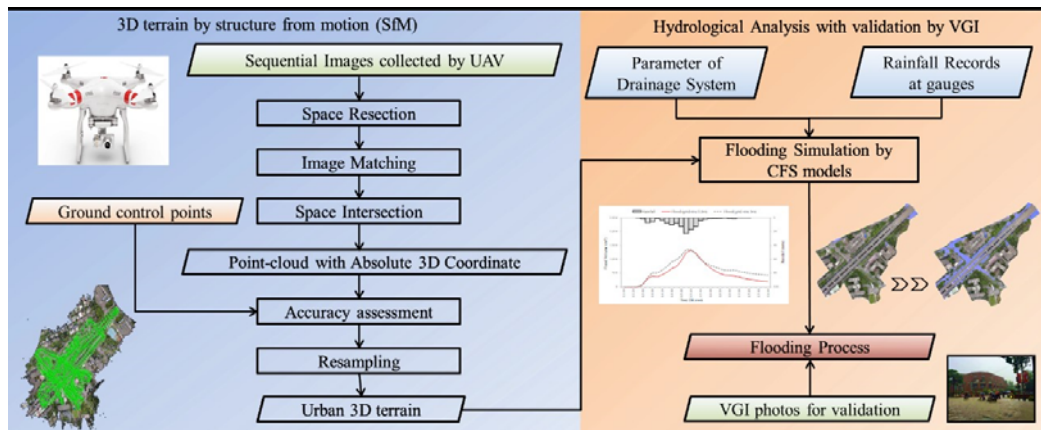 3D terrain by structure from motion (SfM)
Sequential Images collected by UAV
Space Resection
Image Matching
Space Intersection
Ground control points
Point-cloud with Absolute 3D Coordinate
Accuracy assessment
Resampling
Urban 3D terrain
Hydrological Analysis with validation by VGI
Parameter of
Drainage System
Rainfall Records
at gauges
Flooding Simulation by
CFS models
Flooding Process
VGI photos for validation